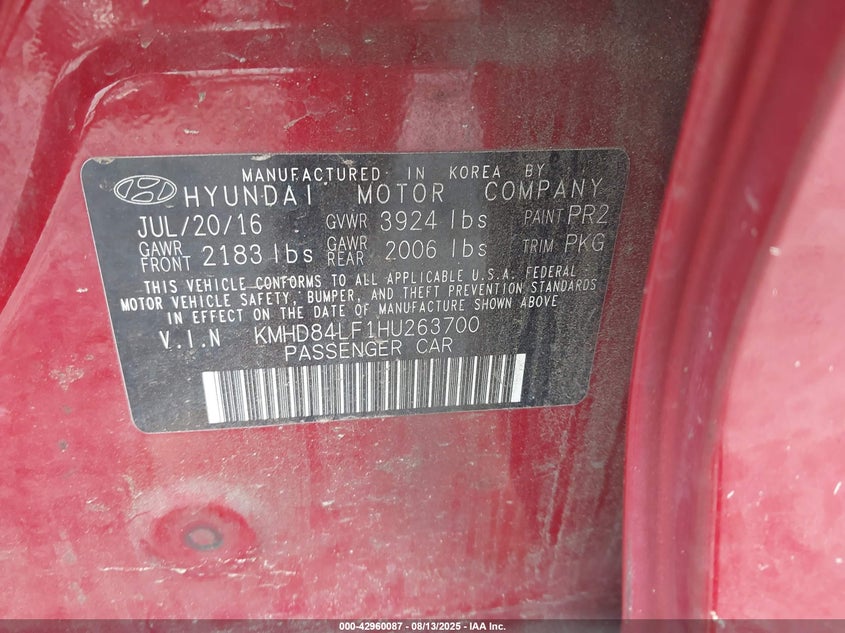 MANUFACTURED IN KOREA BY
HYUNDAI MOTOR COMPANY
JUL/20/16 GVWR 3924 lbs PAINT PR2
GAWR FRONT 2183 lbs GAWR REAR 2006 lbs TRIM PKG
THIS VEHICLE CONFORMS TO ALL APPLICABLE U.S.A. FEDERAL
MOTOR VEHICLE SAFETY, BUMPER, AND THEFT PREVENTION STANDARDS
IN EFFECT ON THE DATE OF MANUFACTURE SHOWN ABOVE
V.I.N KMHD84LF1HU263700
PASSENGER CAR
000-42960087 - 08/13/2025 - IAA Inc.